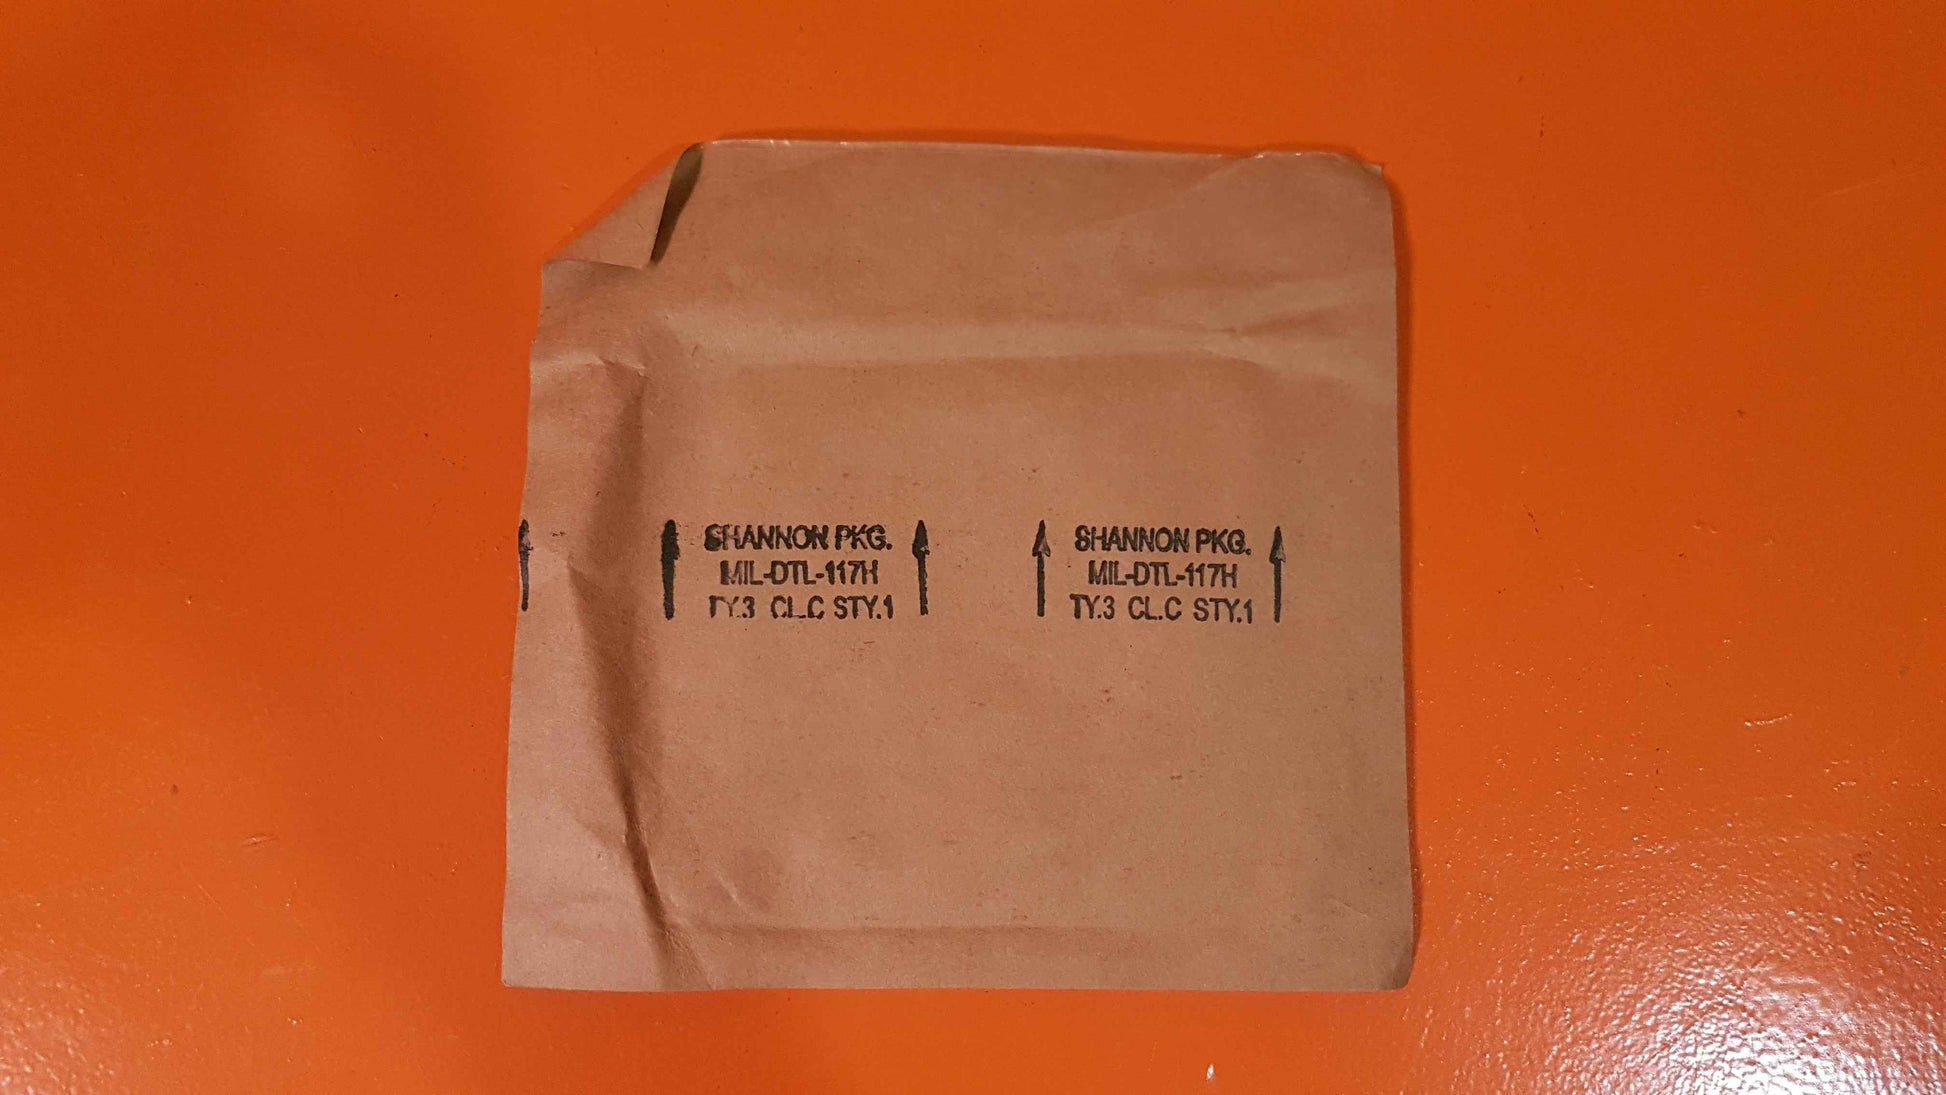 SHANNON PKG.
MIL-DTL-117H
TY.3 CL.C STY.1
SHANNON PKG.
MIL-DTL-117H
TY.3 CL.C STY.1